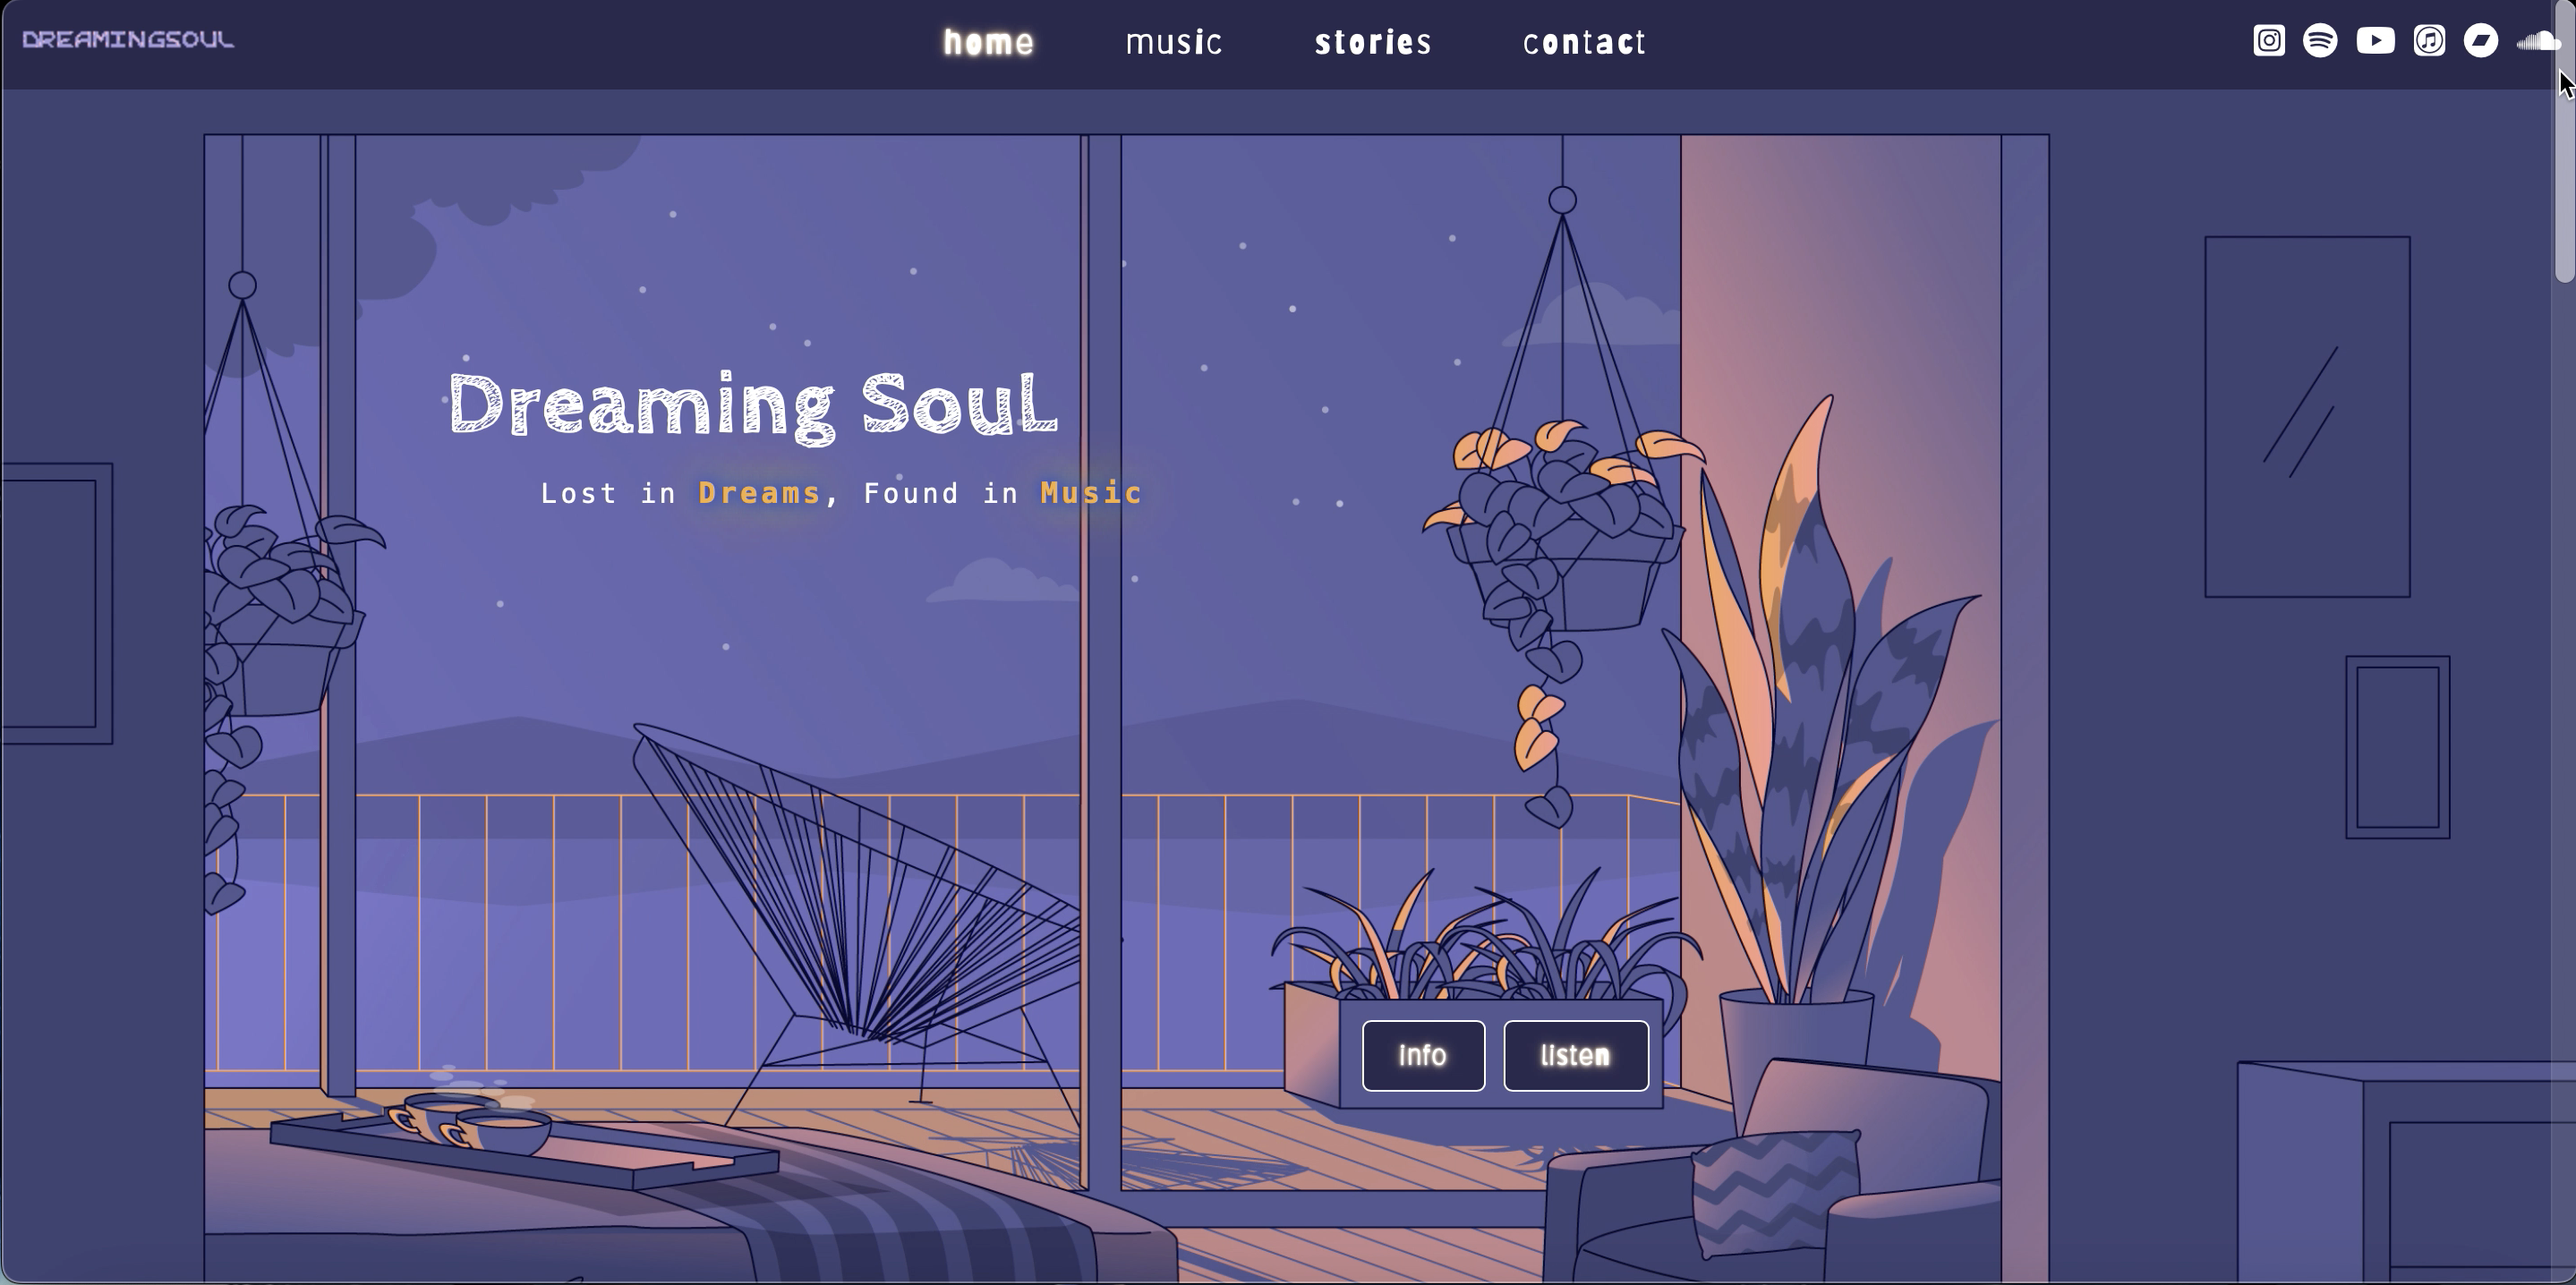 DREAMINGSOUL
home music stories contact
Dreaming SouL
Lost in Dreams, Found in Music
info listen